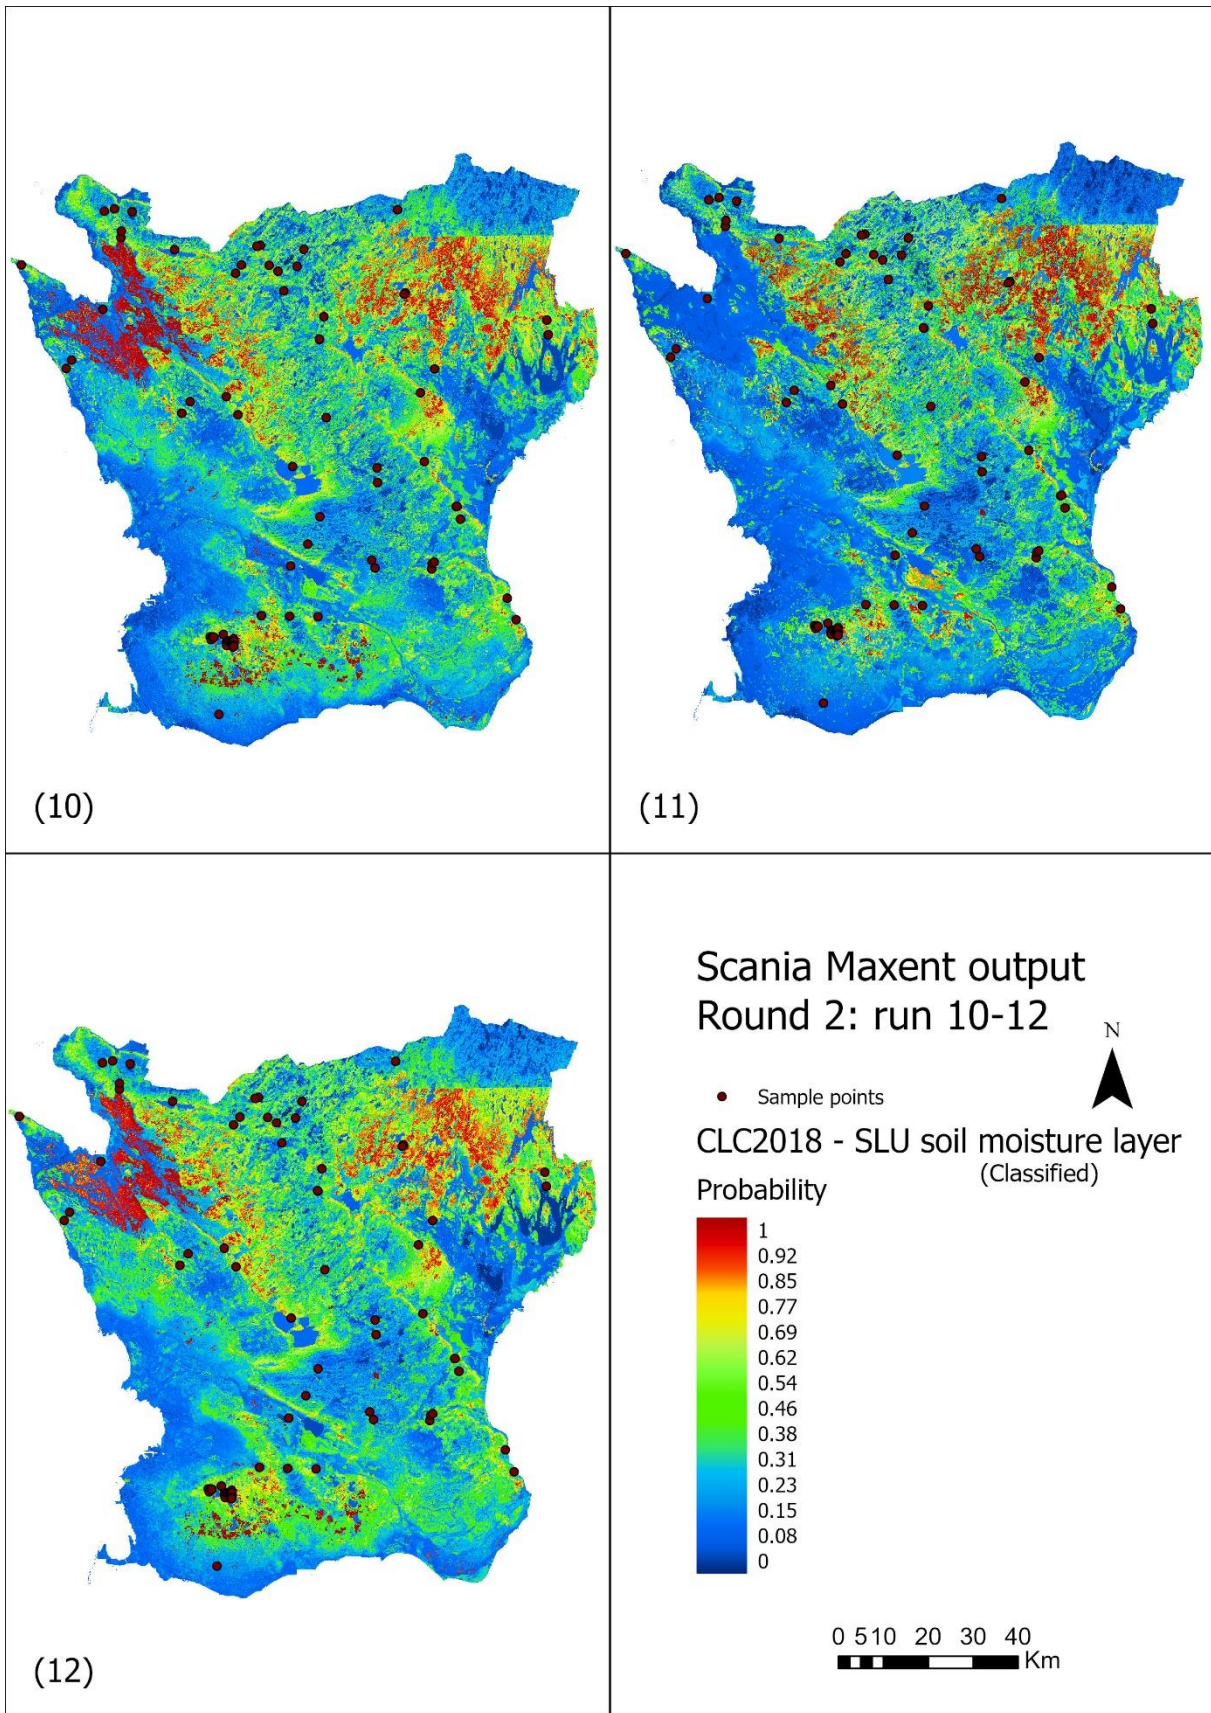 (10)
(11)
(12)
Scania Maxent output
Round 2: run 10-12
N
Sample points
CLC2018 - SLU soil moisture layer
(Classified)
Probability
1
0.92
0.85
0.77
0.69
0.62
0.54
0.46
0.38
0.31
0.23
0.15
0.08
0
0 5 10 20 30 40
Km